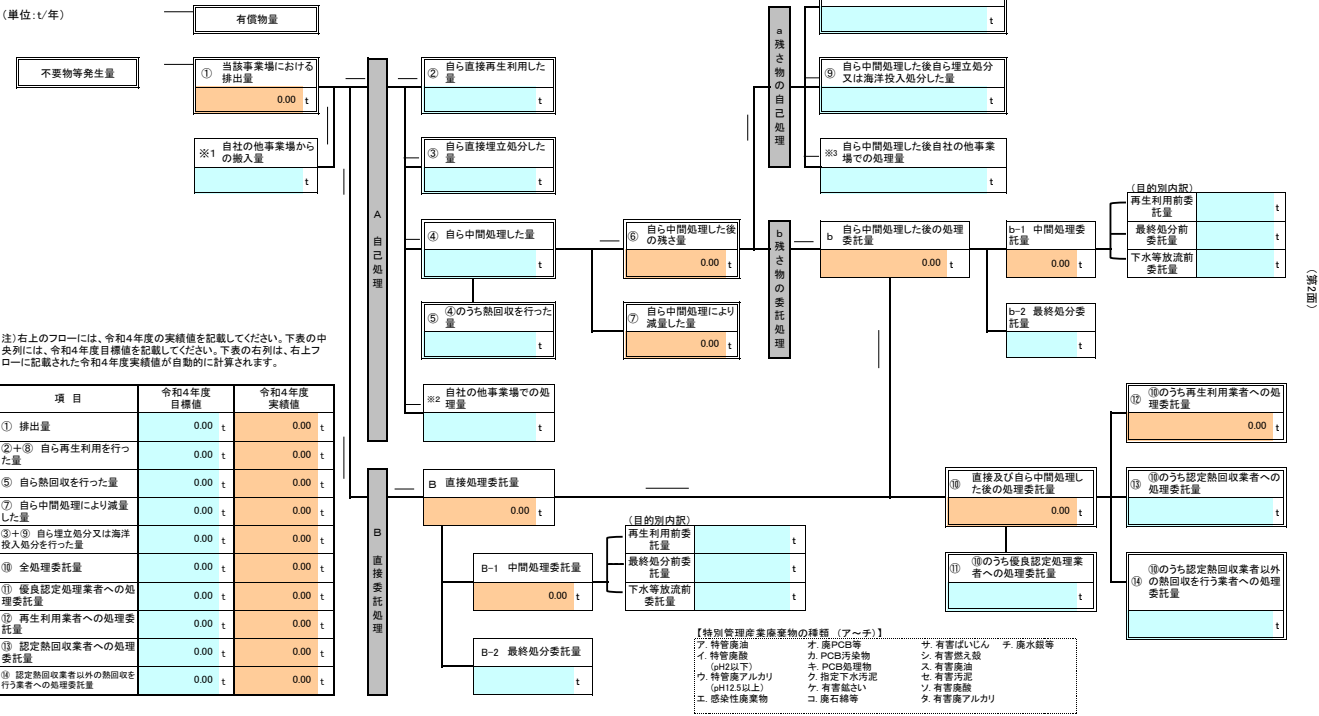 (単位:t/年)
有償物量
不要物等発生量
① 当該事業場における
排出量
0.00 t
※1 自社の他事業場から
の搬入量
t
A 自己処理
② 自ら直接再生利用した
量
t
③ 自ら直接埋立処分した
量
t
④ 自ら中間処理した量
t
⑤ ④のうち熱回収を行った
量
t
※2 自社の他事業場での処
理量
t
⑥ 自ら中間処理した後
の残さ量
0.00 t
⑦ 自ら中間処理により
減量した量
0.00 t
a 残さ物の自己処理
t
⑨ 自ら中間処理した後自ら埋立処分
又は海洋投入処分した量
t
※3 自ら中間処理した後自社の他事業
場での処理量
t
b 残さ物の委託処理
b 自ら中間処理した後の処理
委託量
0.00 t
b-1 中間処理委
託量
0.00 t
(目的別内訳)
再生利用前委
託量
t
最終処分前
委託量
t
下水等放流前
委託量
t
b-2 最終処分委
託量
t
(第2面)
注)右上のフローには、令和4年度の実績値を記載してください。下表の中
央列には、令和4年度目標値を記載してください。下表の右列は、右上フ
ローに記載された令和4年度実績値が自動的に計算されます。
項 目 令和4年度
目標値 令和4年度
実績値
① 排出量 0.00 t 0.00 t
②+⑧ 自ら再生利用を行っ
た量 0.00 t 0.00 t
⑤ 自ら熱回収を行った量 0.00 t 0.00 t
⑦ 自ら中間処理により減量
した量 0.00 t 0.00 t
③+⑨ 自ら埋立処分又は海洋
投入処分を行った量 0.00 t 0.00 t
⑩ 全処理委託量 0.00 t 0.00 t
⑪ 優良認定処理業者への処
理委託量 0.00 t 0.00 t
⑫ 再生利用業者への処理委
託量 0.00 t 0.00 t
⑬ 認定熱回収業者への処理
委託量 0.00 t 0.00 t
⑭ 認定熱回収業者以外の熱回収を
行う業者への処理委託量 0.00 t 0.00 t
B 直接委託処理
B 直接処理委託量
0.00 t
B-1 中間処理委託量
0.00 t
(目的別内訳)
再生利用前委
託量
t
最終処分前委
託量
t
下水等放流前
委託量
t
B-2 最終処分委託量
t
⑩ 直接及び自ら中間処理し
た後の処理委託量
0.00 t
⑪ ⑩のうち優良認定処理業
者への処理委託量
t
⑫ ⑩のうち再生利用業者への処
理委託量
0.00 t
⑬ ⑩のうち認定熱回収業者への
処理委託量
t
⑭ ⑩のうち認定熱回収業者以外
の熱回収を行う業者への処理
委託量
t
【特別管理産業廃棄物の種類 (ア~チ)】
ア. 特管廃油 オ. 廃PCB等 サ. 有害ばいじん チ. 廃水銀等
イ. 特管廃酸 カ. PCB汚染物 シ. 有害燃え殻
(pH2以下) キ. PCB処理物 ス. 有害廃油
ウ. 特管廃アルカリ ク. 指定下水汚泥 セ. 有害汚泥
(pH12.5以上) ケ. 有害鉱さい ソ. 有害廃酸
エ. 感染性廃棄物 コ. 廃石綿等 タ. 有害廃アルカリ